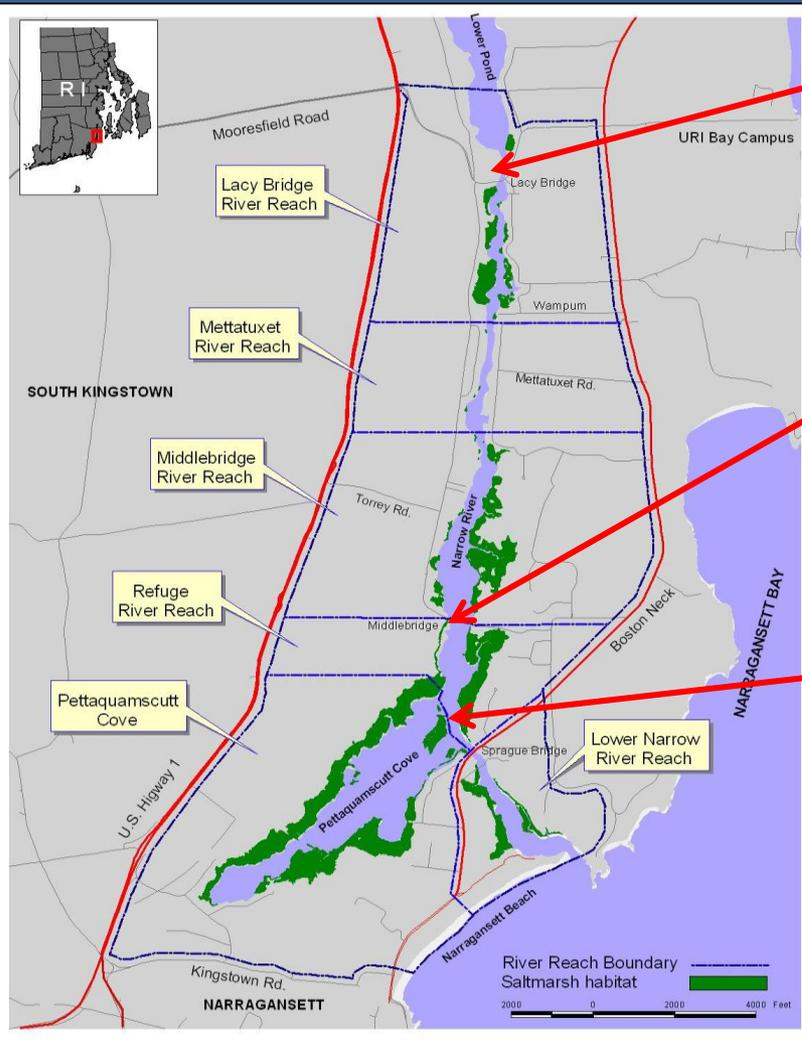 Lower Pond
R I
Mooresfield Road
URI Bay Campus
Lacy Bridge
River Reach
Lacy Bridge
Wampum
Mettatuxet
River Reach
Mettatuxet Rd.
SOUTH KINGSTOWN
Middlebridge
River Reach
Torrey Rd.
Narrow River
Refuge
River Reach
Middlebridge
Boston Neck
NARRAGANSETT BAY
Pettaquamscutt
Cove
Sprague Bridge
Lower Narrow
River Reach
U.S. Higway 1
Pettaquamscutt Cove
Narragansett Beach
Kingstown Rd.
NARRAGANSETT
River Reach Boundary
Saltmarsh habitat
2000 0 2000 4000 Feet